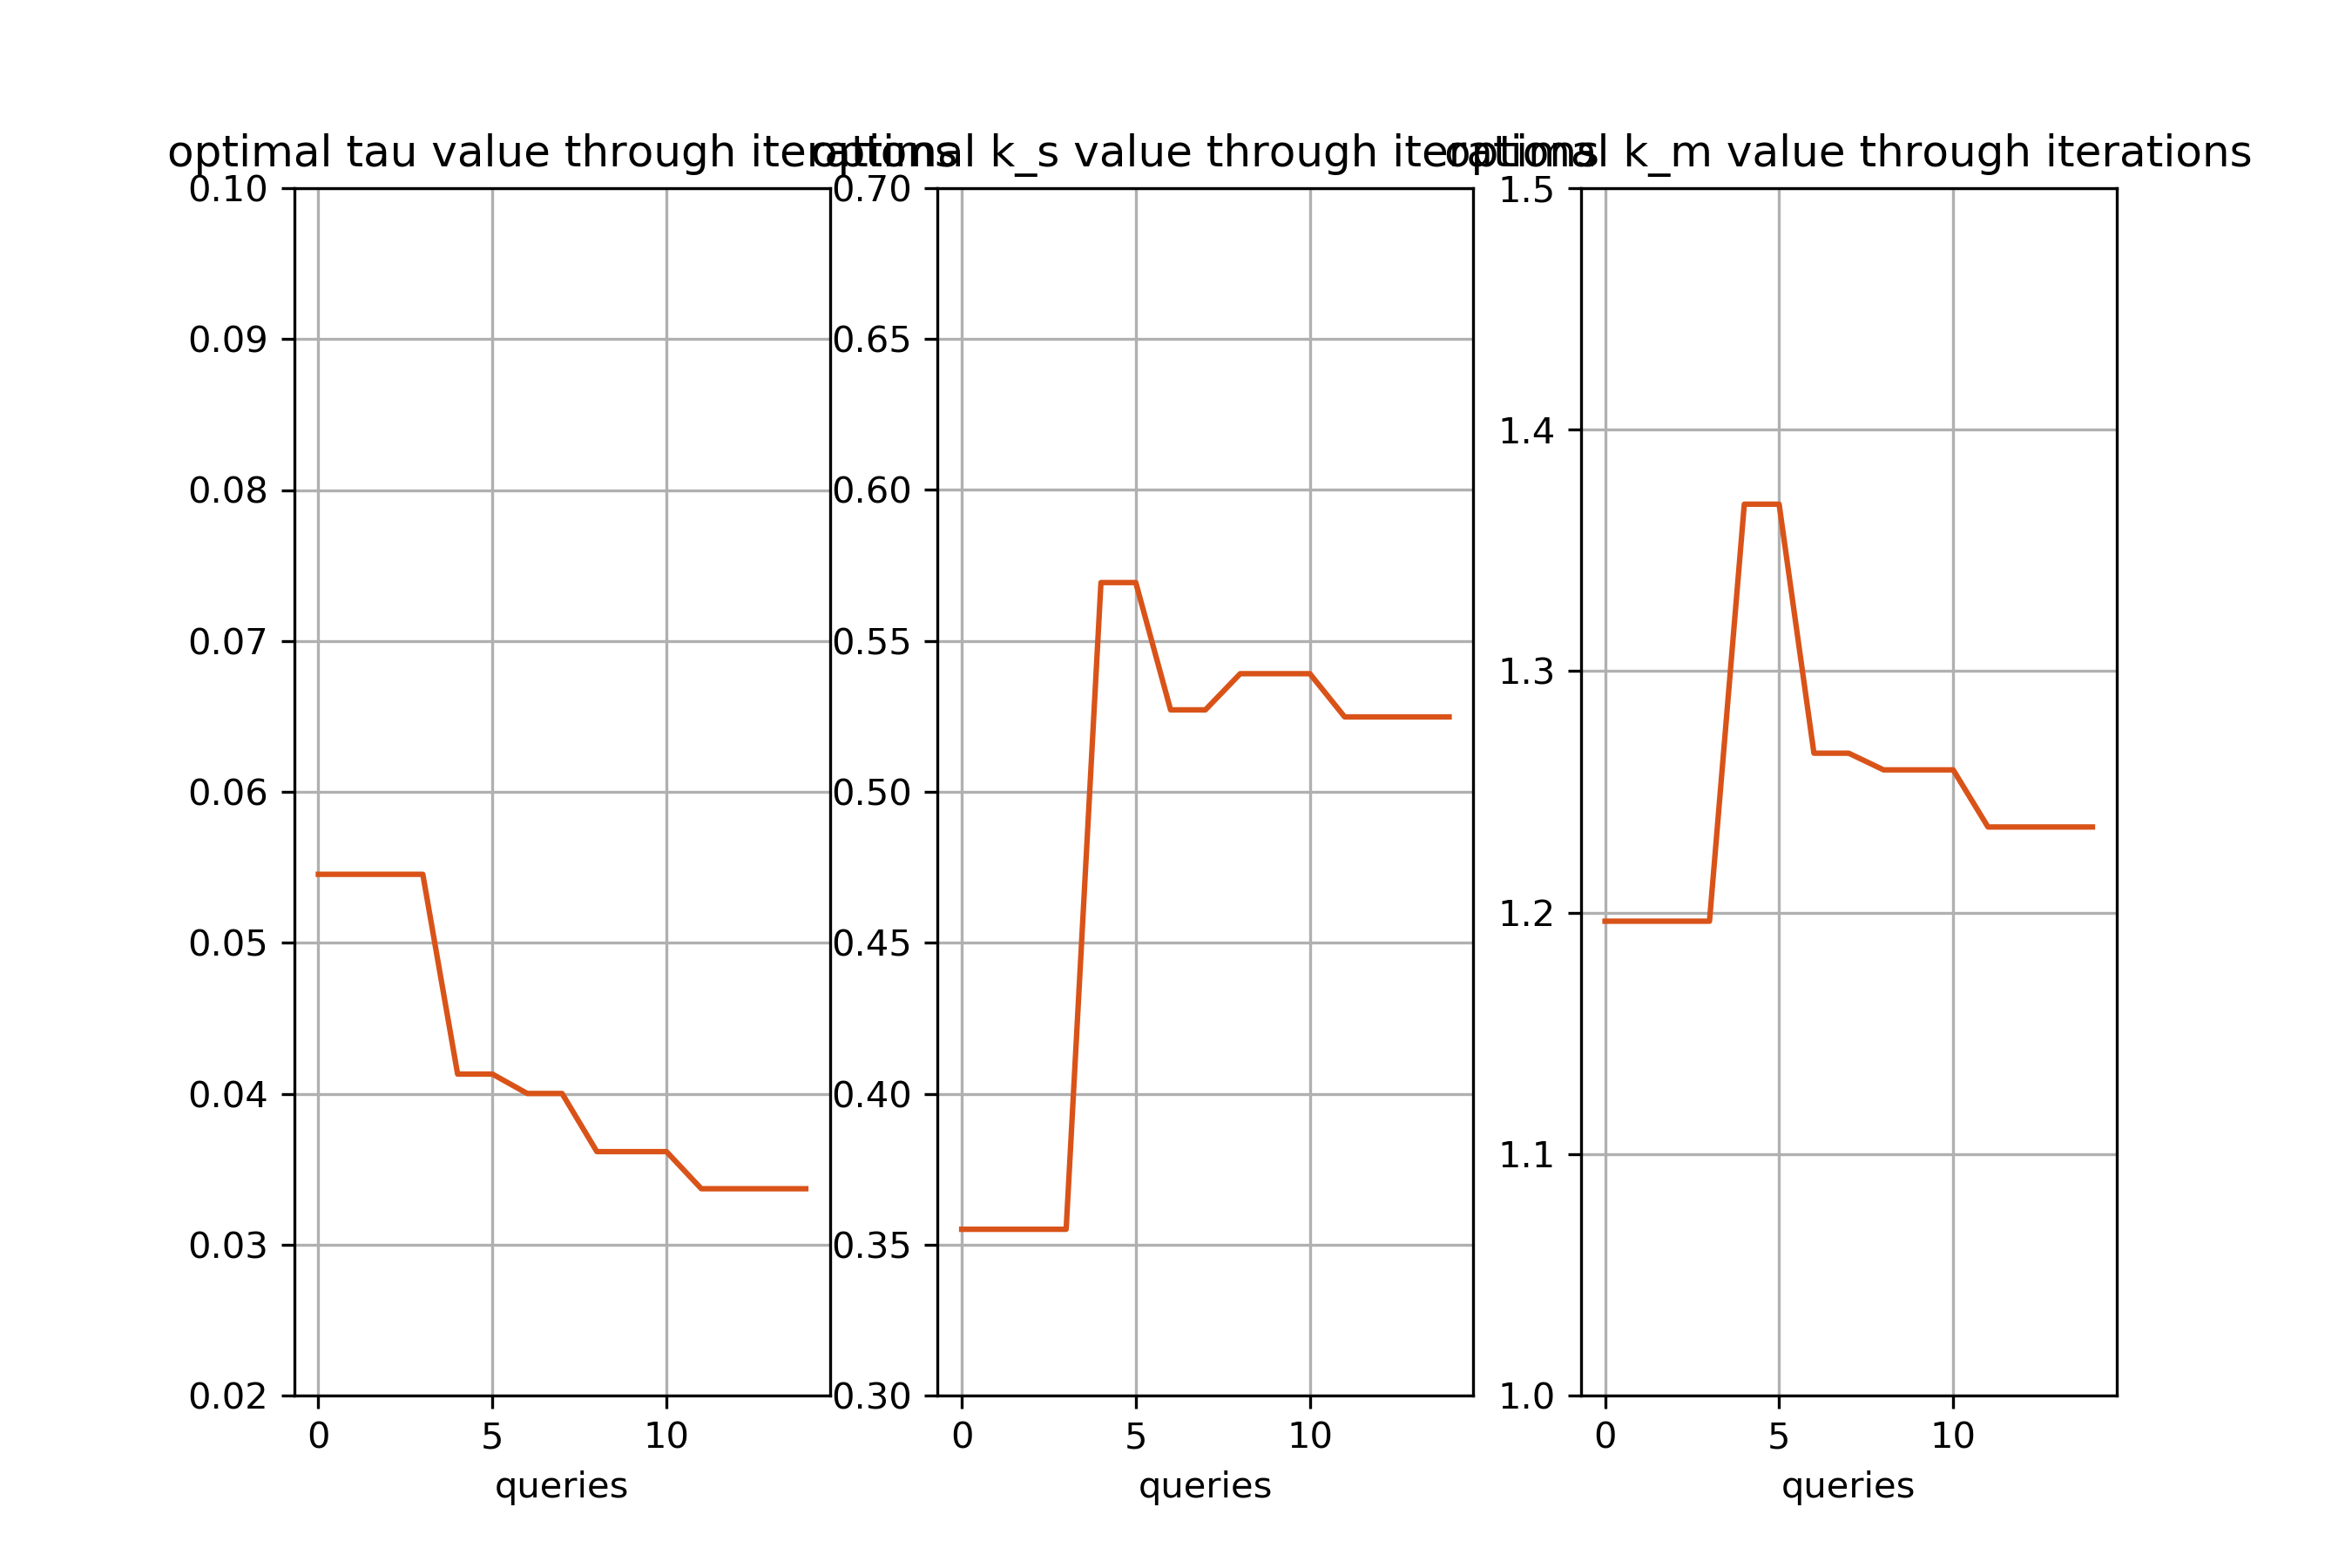 optimal tau value through iterations
optimal k_s value through iterations
optimal k_m value through iterations
0.10
0.09
0.08
0.07
0.06
0.05
0.04
0.03
0.02
0 5 10
queries
0.70
0.65
0.60
0.55
0.50
0.45
0.40
0.35
0.30
0 5 10
queries
1.5
1.4
1.3
1.2
1.1
1.0
0 5 10
queries